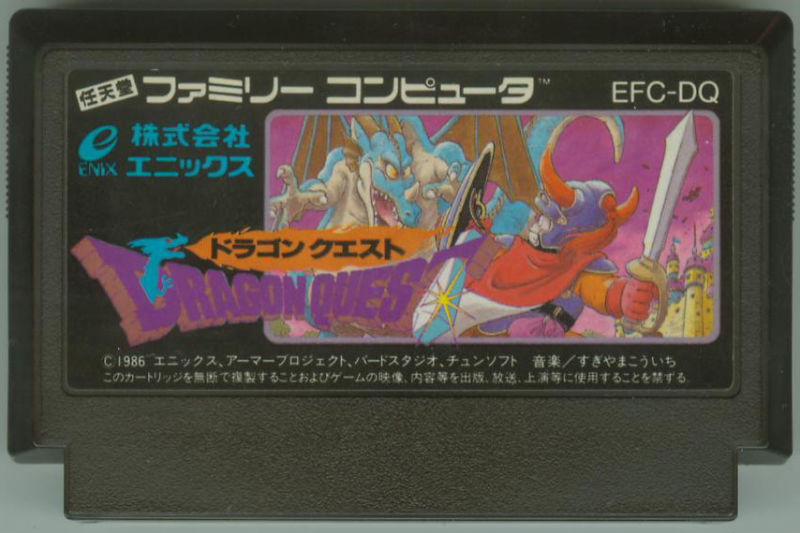 任天堂 ファミリー コンピュータ™ EFC-DQ
e 株式会社
ENIX エニックス
ドラゴン クエスト
DRAGON QUEST
©1986 エニックス、アーマープロジェクト、バードスタジオ、チュンソフト 音楽/すぎやまこういち
このカートリッジを無断で複製することおよびゲームの映像、内容等を出版、放送、上演等に使用することを禁ずる。